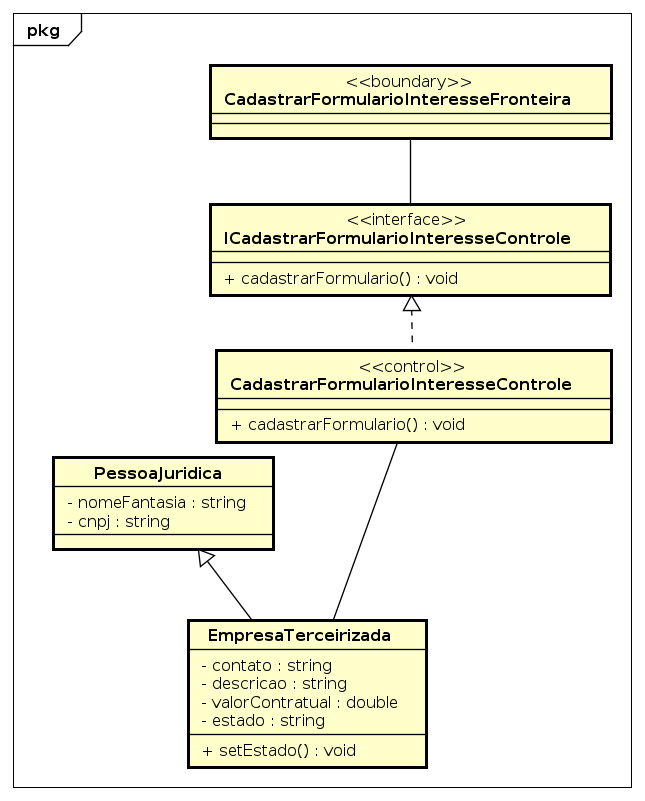 pkg
<<boundary>>
CadastrarFormularioInteresseFronteira
<<interface>>
ICadastrarFormularioInteresseControle
+ cadastrarFormulario() : void
<<control>>
CadastrarFormularioInteresseControle
+ cadastrarFormulario() : void
PessoaJuridica
- nomeFantasia : string
- cnpj : string
EmpresaTerceirizada
- contato : string
- descricao : string
- valorContratual : double
- estado : string
+ setEstado() : void